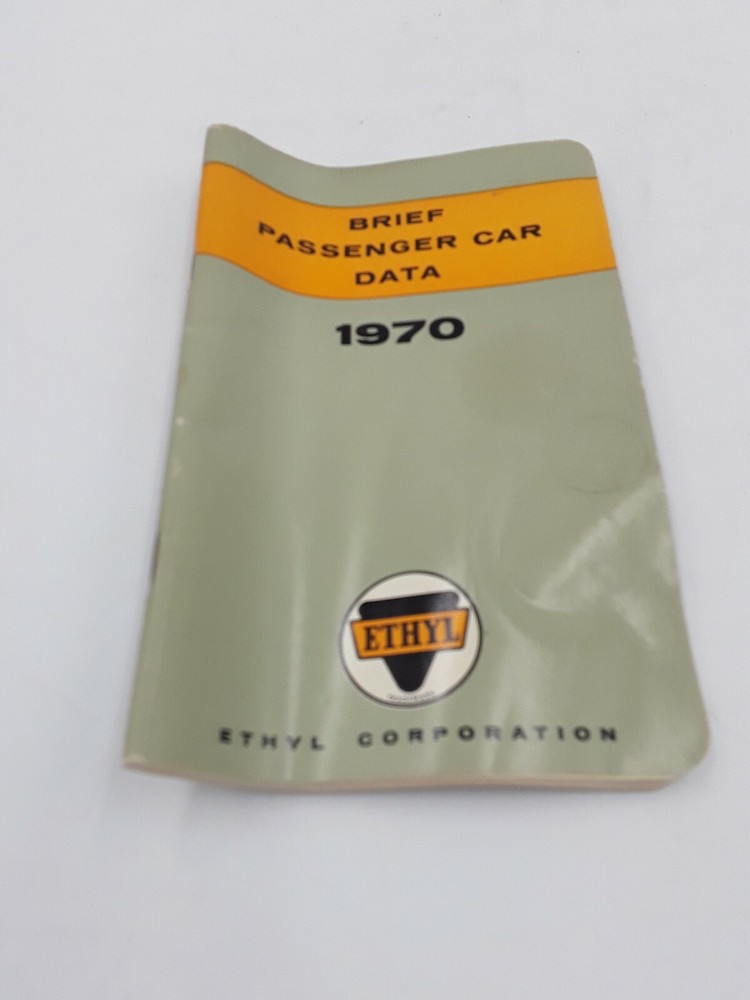 BRIEF
PASSENGER CAR
DATA
1970
ETHYL
ETHYL CORPORATION